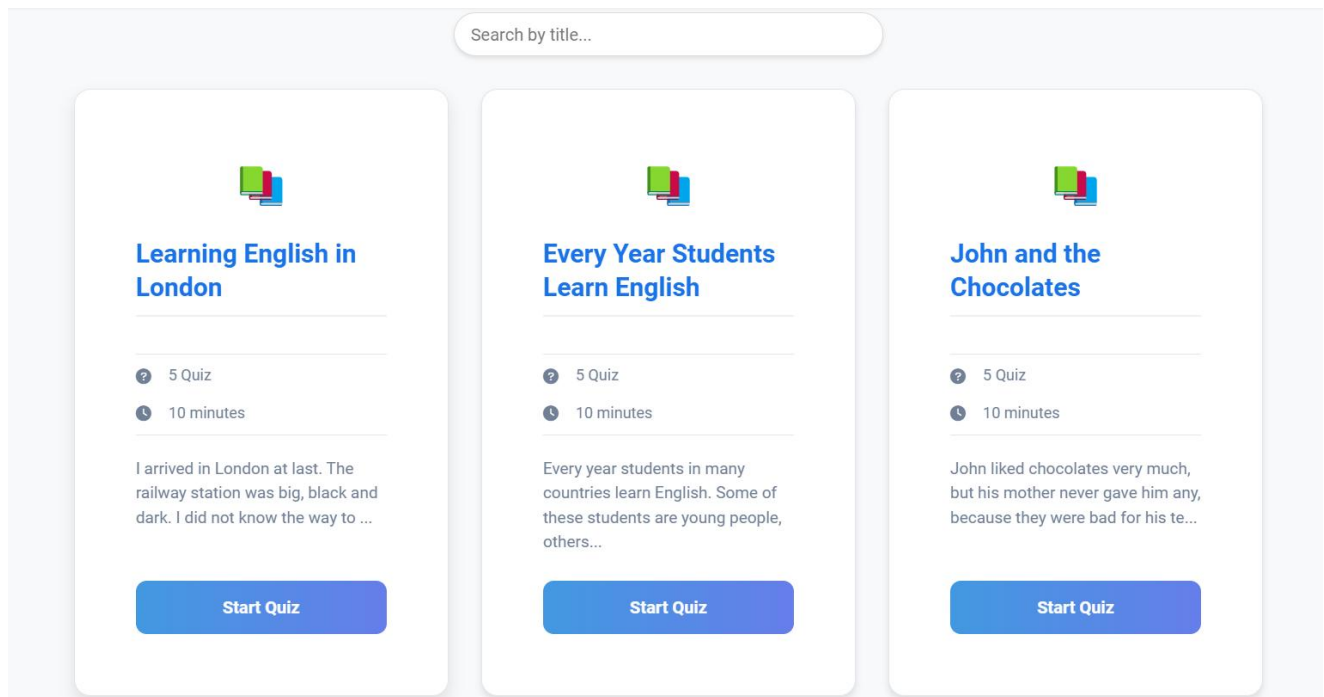 Search by title...
Learning English in
London
5 Quiz
10 minutes
I arrived in London at last. The
railway station was big, black and
dark. I did not know the way to ...
Start Quiz
Every Year Students
Learn English
5 Quiz
10 minutes
Every year students in many
countries learn English. Some of
these students are young people,
others...
Start Quiz
John and the
Chocolates
5 Quiz
10 minutes
John liked chocolates very much,
but his mother never gave him any,
because they were bad for his te...
Start Quiz